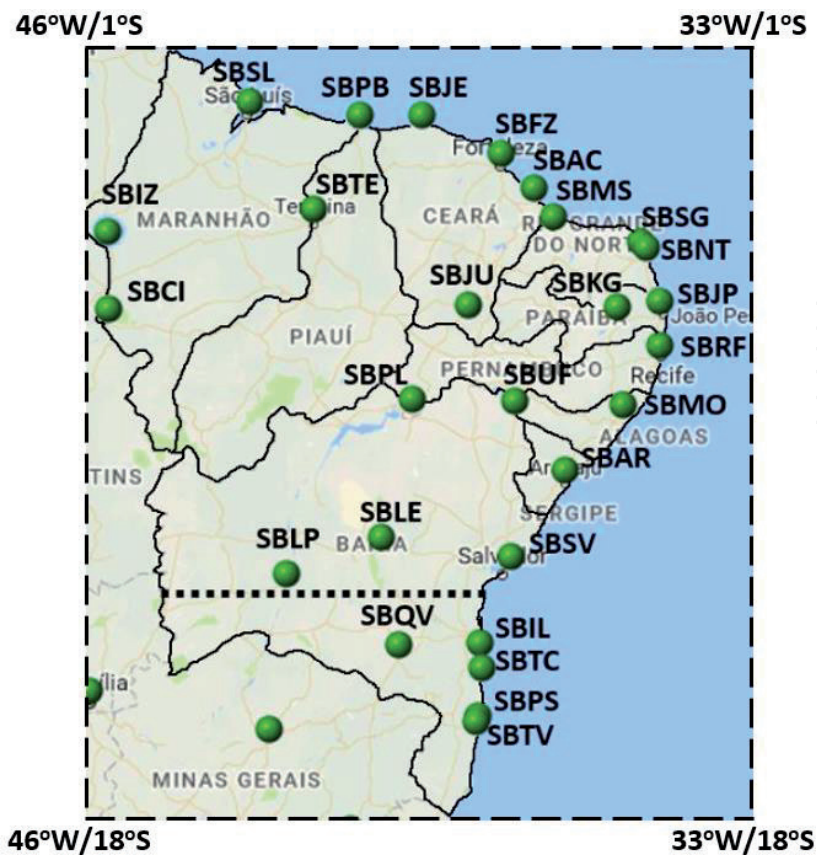 46°W/1°S
33°W/1°S
SBSL
São Luís
SBPB
SBJE
SBFZ
Fortaleza
SBAC
SBMS
SBIZ
SBTE
Teresina
MARANHÃO
CEARÁ
RIO GRANDE
DO NORTE
SBSG
SBNT
SBCI
SBJU
SBKG
SBJP
PARAÍBA
João Pe
PIAUÍ
SBRF
PERNAMBUCO
SBPL
SBUF
Recife
SBMO
ALAGOAS
SBAR
Aracaju
TINS
SERGIPE
SBLE
SBLP
BAHIA
SBSV
Salvador
SBQV
SBIL
SBTC
ília
SBPS
SBTV
MINAS GERAIS
46°W/18°S
33°W/18°S